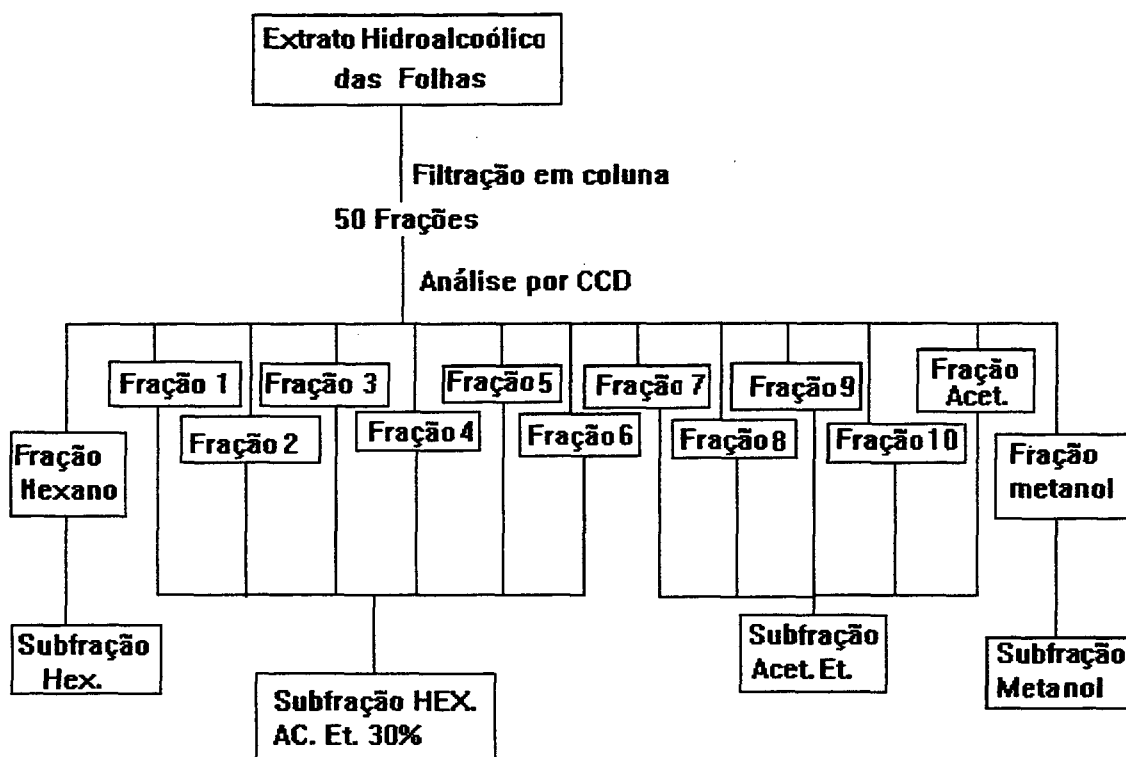 Extrato Hidroalcoólico
das Folhas
Filtração em coluna
50 Frações
Análise por CCD
Fração 1
Fração 2
Fração 3
Fração 4
Fração 5
Fração 6
Fração 7
Fração 8
Fração 9
Fração 10
Fração
Acet.
Fração
Hexano
Fração
metanol
Subfração
Hex.
Subfração HEX.
AC. Et. 30%
Subfração
Acet. Et.
Subfração
Metanol